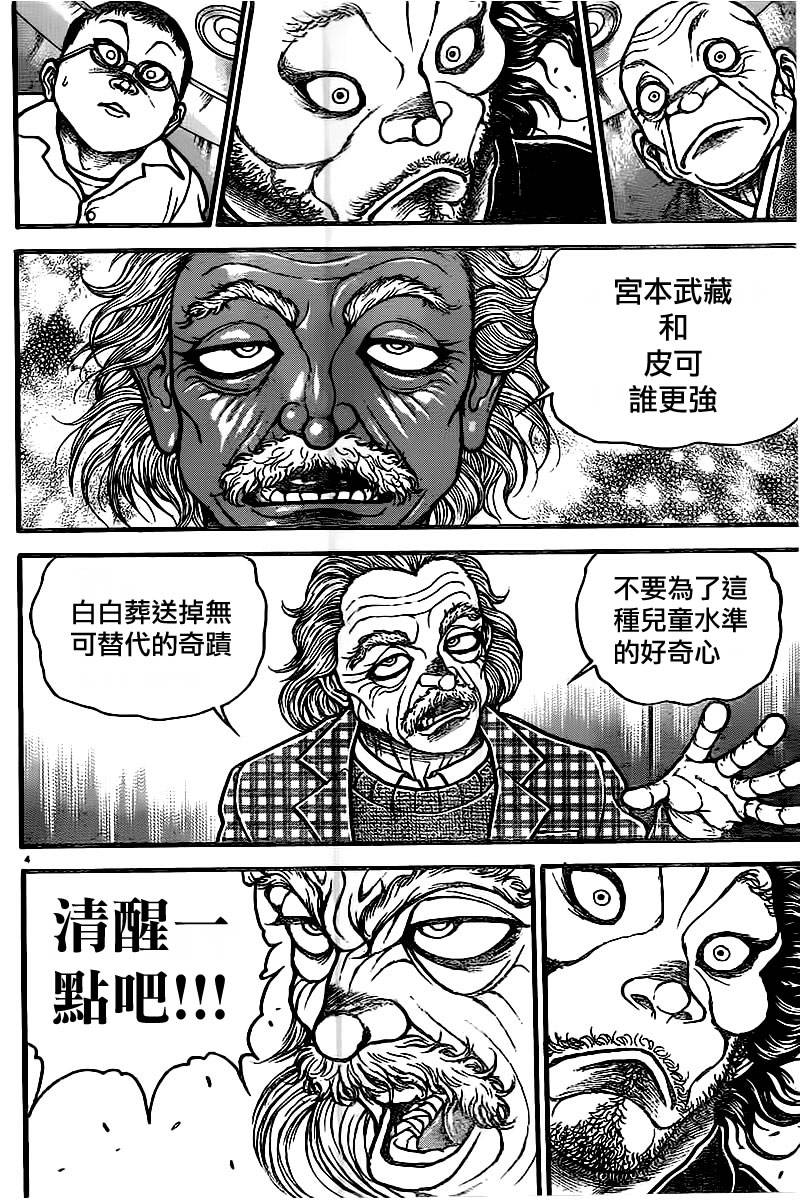 宮本武藏
和
皮可
誰更強
不要為了這
種兒童水準
的好奇心
白白葬送掉無
可替代的奇蹟
4
清醒一
點吧!!!